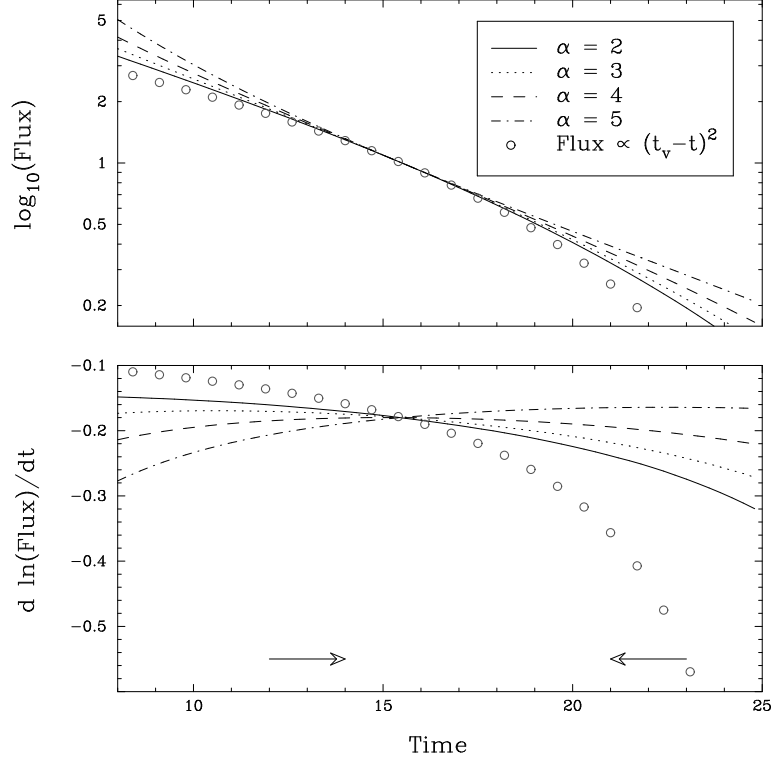 5
2
1
0.5
0.2
log₁₀(Flux)
α = 2
α = 3
α = 4
α = 5
Flux ∝ (tᵥ−t)²
−0.1
−0.2
−0.3
−0.4
−0.5
d ln(Flux)/dt
10 15 20 25
Time